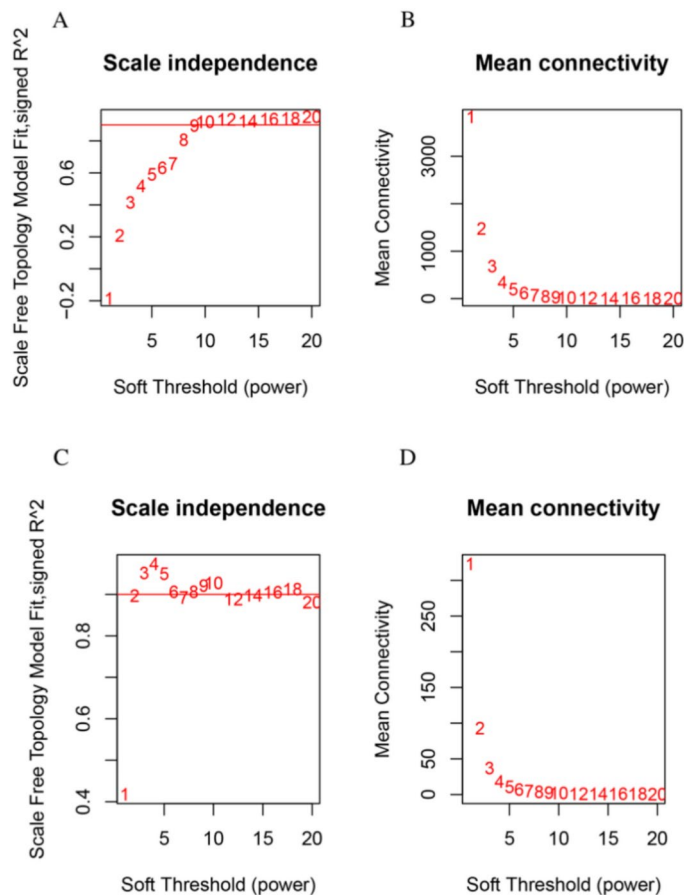 A
Scale independence
Scale Free Topology Model Fit,signed R^2
−0.2 0.2 0.6
1 2 3 4 5 6 7 8 9 10 12 14 16 18 20
5 10 15 20
Soft Threshold (power)
B
Mean connectivity
Mean Connectivity
0 1000 3000
1 2 3 4 5 6 7 8 9 10 12 14 16 18 20
5 10 15 20
Soft Threshold (power)
C
Scale independence
Scale Free Topology Model Fit,signed R^2
0.4 0.6 0.8
1 2 3 4 5 6 7 8 9 10 12 14 16 18 20
5 10 15 20
Soft Threshold (power)
D
Mean connectivity
Mean Connectivity
0 50 150 250
1 2 3 4 5 6 7 8 9 10 12 14 16 18 20
5 10 15 20
Soft Threshold (power)